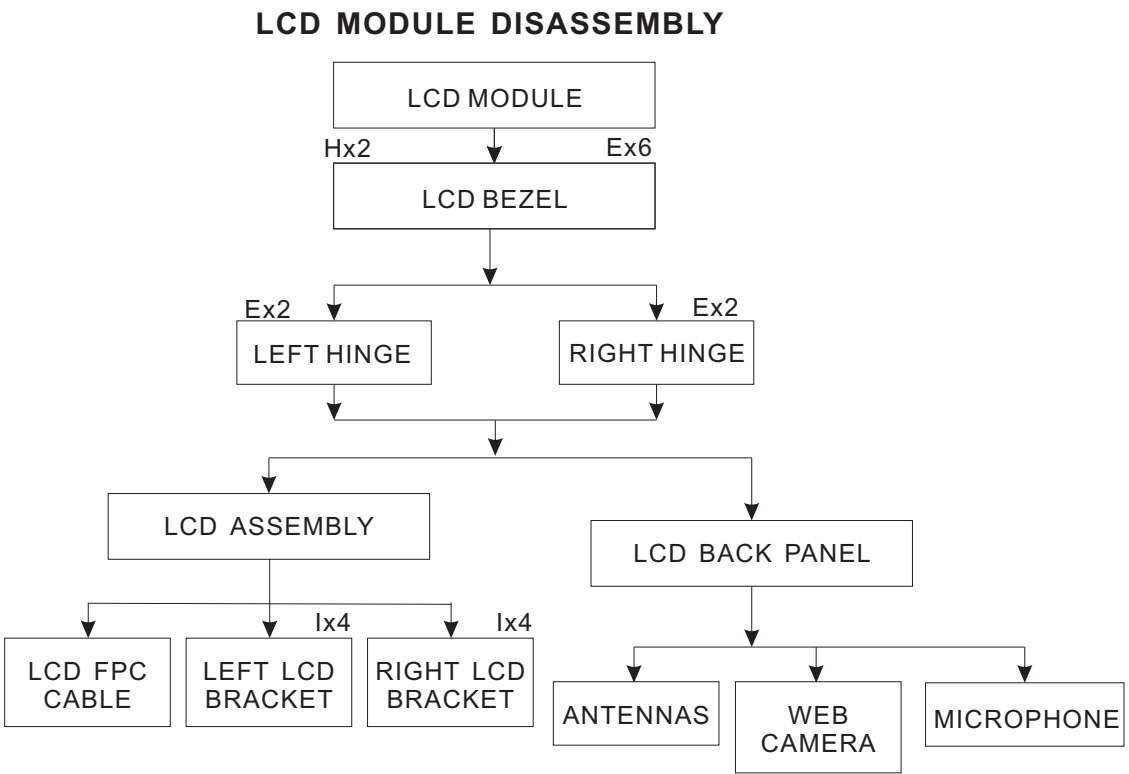 LCD MODULE DISASSEMBLY
LCD MODULE
Hx2
Ex6
LCD BEZEL
Ex2
Ex2
LEFT HINGE
RIGHT HINGE
LCD ASSEMBLY
LCD BACK PANEL
Ix4
Ix4
LCD FPC
CABLE
LEFT LCD
BRACKET
RIGHT LCD
BRACKET
ANTENNAS
WEB
CAMERA
MICROPHONE